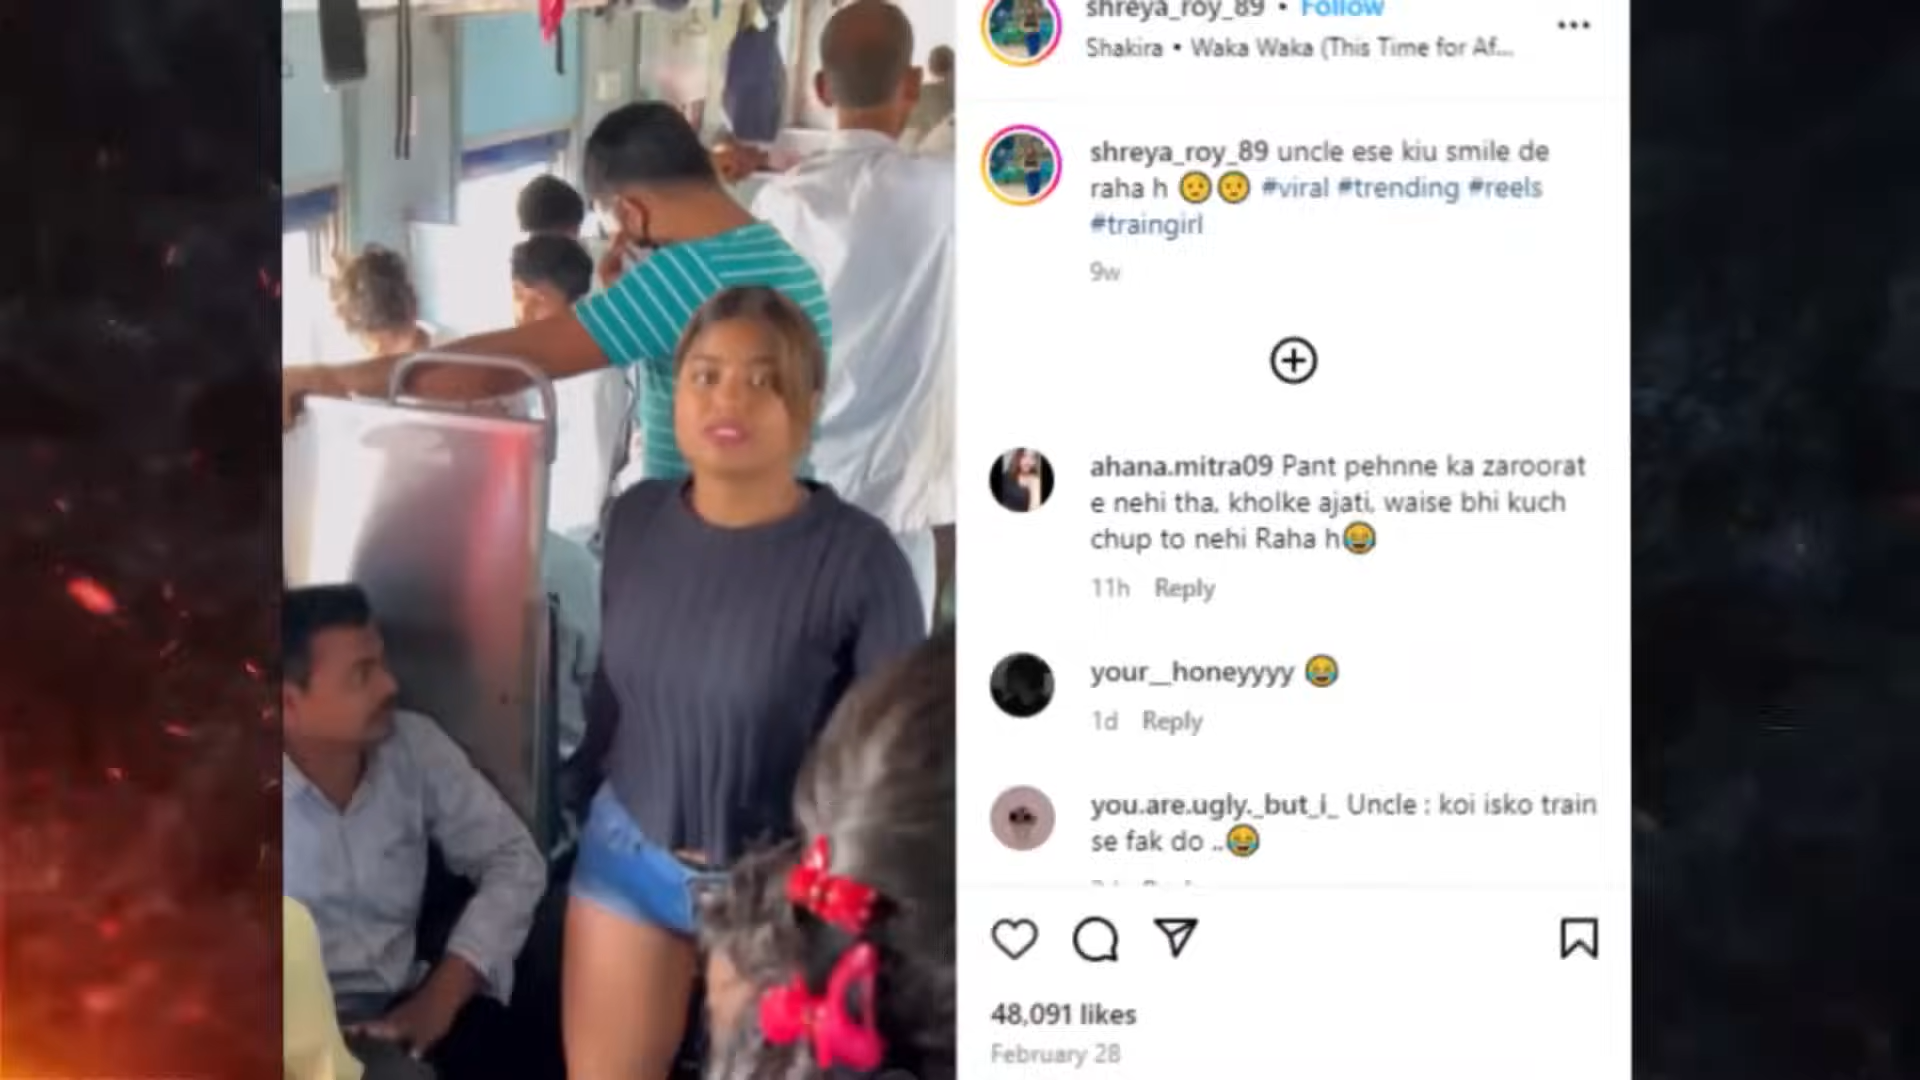 shreya_roy_89 • Follow
Shakira • Waka Waka (This Time for Af...
shreya_roy_89 uncle ese kiu smile de
raha h 🙂🙂 #viral #trending #reels
#traingirl
9w
ahana.mitra09 Pant pehnne ka zaroorat
e nehi tha, kholke ajati, waise bhi kuch
chup to nehi Raha h😂
11h Reply
your__honeyyyy 😂
1d Reply
you.are.ugly._but_i_ Uncle : koi isko train
se fak do ..😂
48,091 likes
February 28